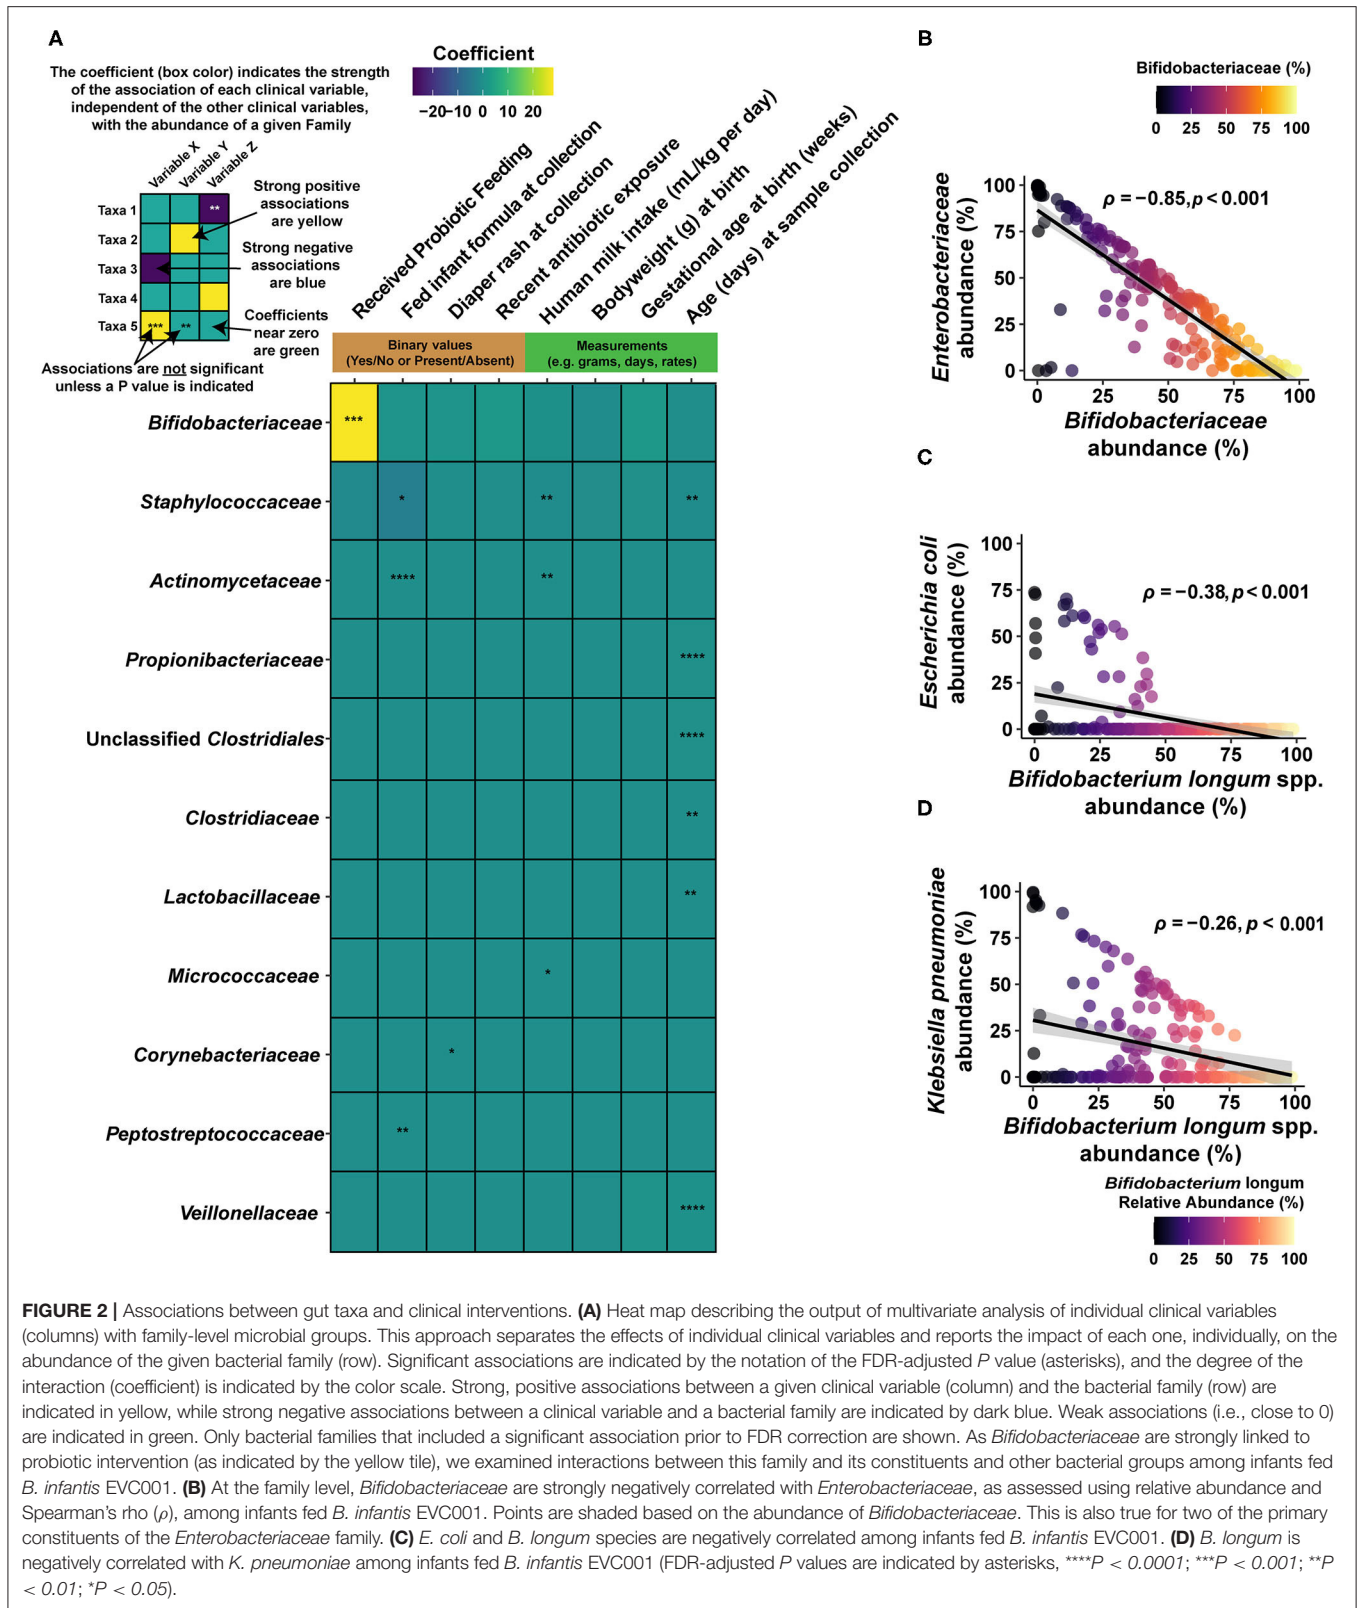 A
The coefficient (box color) indicates the strength
of the association of each clinical variable,
independent of the other clinical variables,
with the abundance of a given Family
Coefficient
−20 −10 0 10 20
Variable X
Variable Y
Variable Z
Taxa 1
**
Taxa 2
Taxa 3
Taxa 4
Taxa 5
***
**
Strong positive
associations
are yellow
Strong negative
associations
are blue
Coefficients
near zero
are green
Associations are not significant
unless a P value is indicated
Received Probiotic Feeding
Fed infant formula at collection
Diaper rash at collection
Recent antibiotic exposure
Human milk intake (mL/kg per day)
Bodyweight (g) at birth
Gestational age at birth (weeks)
Age (days) at sample collection
Binary values
(Yes/No or Present/Absent)
Measurements
(e.g. grams, days, rates)
Bifidobacteriaceae
***
Staphylococcaceae
* ** **
Actinomycetaceae
**** **
Propionibacteriaceae
****
Unclassified Clostridiales
****
Clostridiaceae
**
Lactobacillaceae
**
Micrococcaceae
*
Corynebacteriaceae
*
Peptostreptococcaceae
**
Veillonellaceae
****
B
Bifidobacteriaceae (%)
0 25 50 75 100
Enterobacteriaceae
abundance (%)
100
75
50
25
0
ρ = −0.85, p < 0.001
0 25 50 75 100
Bifidobacteriaceae
abundance (%)
C
Escherichia coli
abundance (%)
100
75
50
25
0
ρ = −0.38, p < 0.001
0 25 50 75 100
Bifidobacterium longum spp.
abundance (%)
D
Klebsiella pneumoniae
abundance (%)
100
75
50
25
0
ρ = −0.26, p < 0.001
0 25 50 75 100
Bifidobacterium longum spp.
abundance (%)
Bifidobacterium longum
Relative Abundance (%)
0 25 50 75 100
FIGURE 2 | Associations between gut taxa and clinical interventions. (A) Heat map describing the output of multivariate analysis of individual clinical variables
(columns) with family-level microbial groups. This approach separates the effects of individual clinical variables and reports the impact of each one, individually, on the
abundance of the given bacterial family (row). Significant associations are indicated by the notation of the FDR-adjusted P value (asterisks), and the degree of the
interaction (coefficient) is indicated by the color scale. Strong, positive associations between a given clinical variable (column) and the bacterial family (row) are
indicated in yellow, while strong negative associations between a clinical variable and a bacterial family are indicated by dark blue. Weak associations (i.e., close to 0)
are indicated in green. Only bacterial families that included a significant association prior to FDR correction are shown. As Bifidobacteriaceae are strongly linked to
probiotic intervention (as indicated by the yellow tile), we examined interactions between this family and its constituents and other bacterial groups among infants fed
B. infantis EVC001. (B) At the family level, Bifidobacteriaceae are strongly negatively correlated with Enterobacteriaceae, as assessed using relative abundance and
Spearman's rho (ρ), among infants fed B. infantis EVC001. Points are shaded based on the abundance of Bifidobacteriaceae. This is also true for two of the primary
constituents of the Enterobacteriaceae family. (C) E. coli and B. longum species are negatively correlated among infants fed B. infantis EVC001. (D) B. longum is
negatively correlated with K. pneumoniae among infants fed B. infantis EVC001 (FDR-adjusted P values are indicated by asterisks, ****P < 0.0001; ***P < 0.001; **P
< 0.01; *P < 0.05).